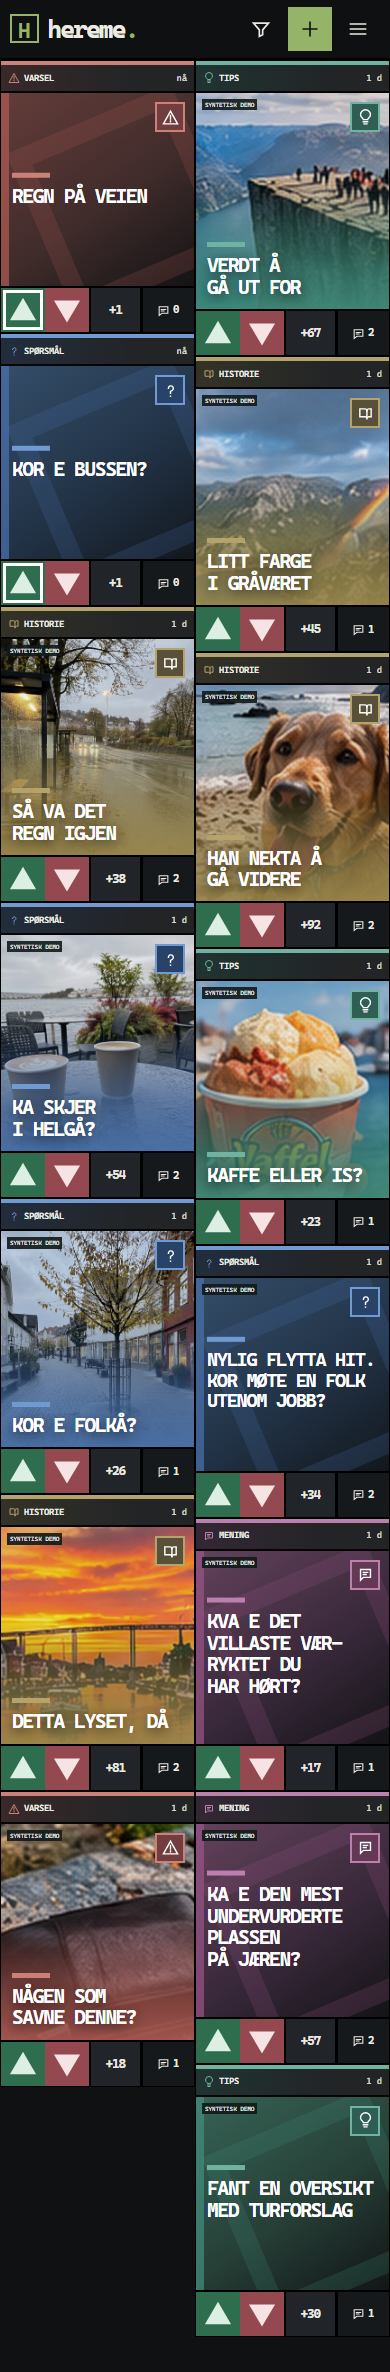 H hereme.
VARSEL nå
REGN PÅ VEIEN
+1 0
? SPØRSMÅL nå
?
KOR E BUSSEN?
+1 0
HISTORIE 1 d
SYNTETISK DEMO
SÅ VA DET
REGN IGJEN
+38 2
? SPØRSMÅL 1 d
SYNTETISK DEMO
?
KA SKJER
I HELGÅ?
+54 2
? SPØRSMÅL 1 d
SYNTETISK DEMO
?
KOR E FOLKÅ?
+26 1
HISTORIE 1 d
SYNTETISK DEMO
DETTA LYSET, DÅ
+81 2
VARSEL 1 d
SYNTETISK DEMO
NÅGEN SOM
SAVNE DENNE?
+18 1
TIPS 1 d
SYNTETISK DEMO
VERDT Å
GÅ UT FOR
+67 2
HISTORIE 1 d
SYNTETISK DEMO
LITT FARGE
I GRÅVÆRET
+45 1
HISTORIE 1 d
SYNTETISK DEMO
HAN NEKTA Å
GÅ VIDERE
+92 2
TIPS 1 d
SYNTETISK DEMO
KAFFE ELLER IS?
+23 1
? SPØRSMÅL 1 d
SYNTETISK DEMO
?
NYLIG FLYTTA HIT.
KOR MØTE EN FOLK
UTENOM JOBB?
+34 2
MENING 1 d
SYNTETISK DEMO
KVA E DET
VILLASTE VÆR–
RYKTET DU
HAR HØRT?
+17 1
MENING 1 d
SYNTETISK DEMO
KA E DEN MEST
UNDERVURDERTE
PLASSEN
PÅ JÆREN?
+57 2
TIPS 1 d
SYNTETISK DEMO
FANT EN OVERSIKT
MED TURFORSLAG
+30 1